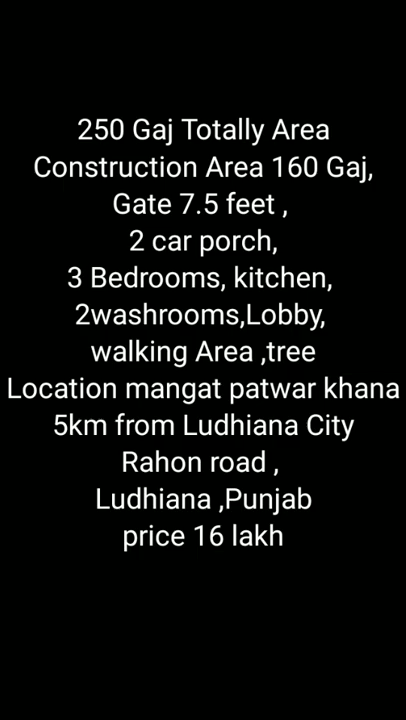 250 Gaj Totally Area
Construction Area 160 Gaj,
Gate 7.5 feet ,
2 car porch,
3 Bedrooms, kitchen,
2washrooms,Lobby,
walking Area ,tree
Location mangat patwar khana
5km from Ludhiana City
Rahon road ,
Ludhiana ,Punjab
price 16 lakh